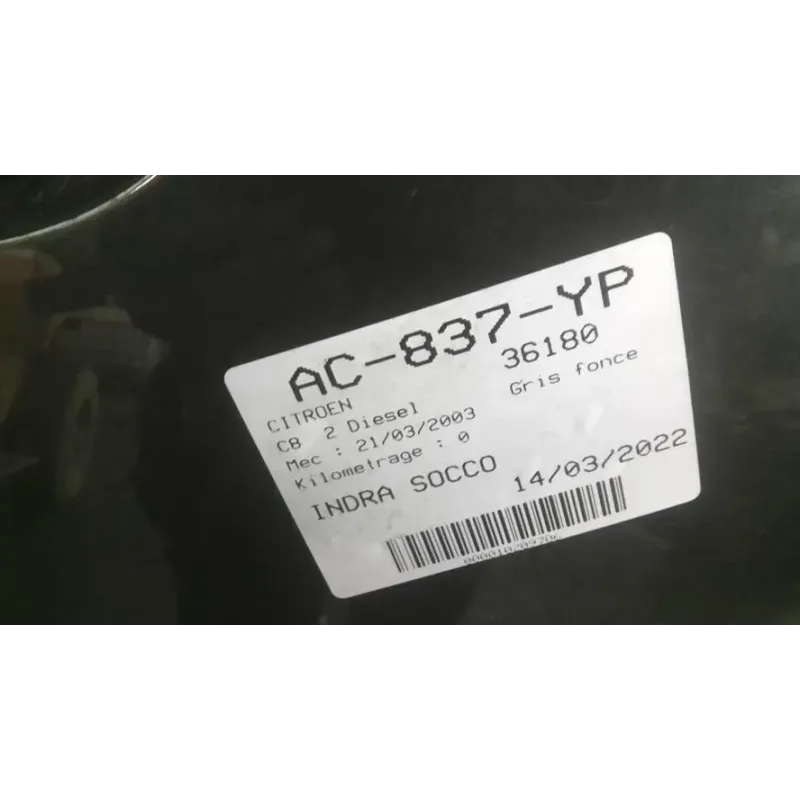 AC-837-YP
CITROEN 36180
C8 2 Diesel Gris fonce
Mec : 21/03/2003
Kilometrage : 0
INDRA SOCCO 14/03/2022